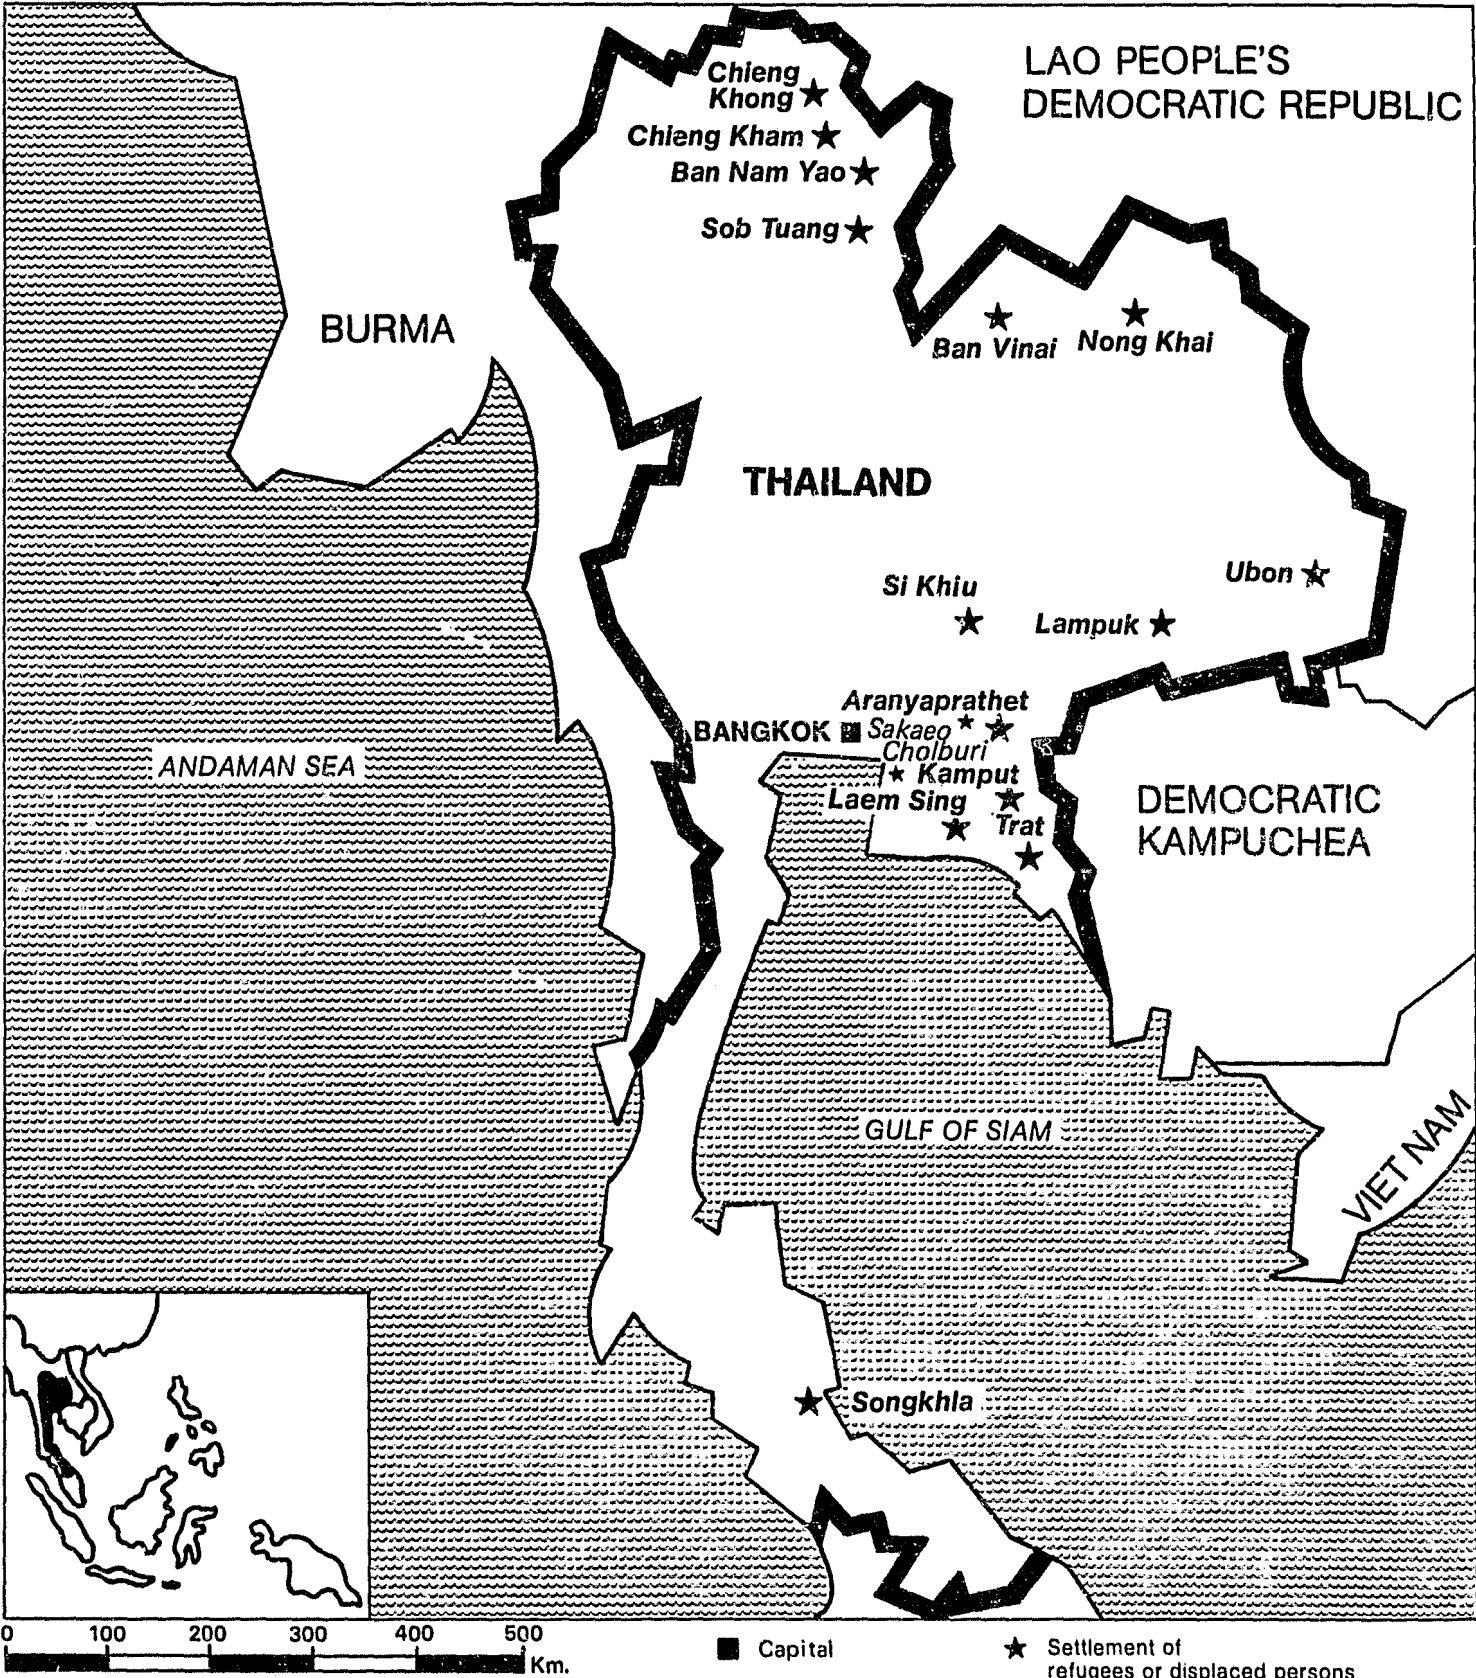 LAO PEOPLE'S
DEMOCRATIC REPUBLIC
Chieng
Khong
Chieng Kham
Ban Nam Yao
Sob Tuang
BURMA
Ban Vinai
Nong Khai
THAILAND
Ubon
Si Khiu
Lampuk
Aranyaprathet
BANGKOK
Sakaeo
Cholburi
ANDAMAN SEA
Kamput
Laem Sing
Trat
DEMOCRATIC
KAMPUCHEA
GULF OF SIAM
VIET NAM
Songkhla
0 100 200 300 400 500
Km.
Capital
Settlement of
refugees or displaced persons